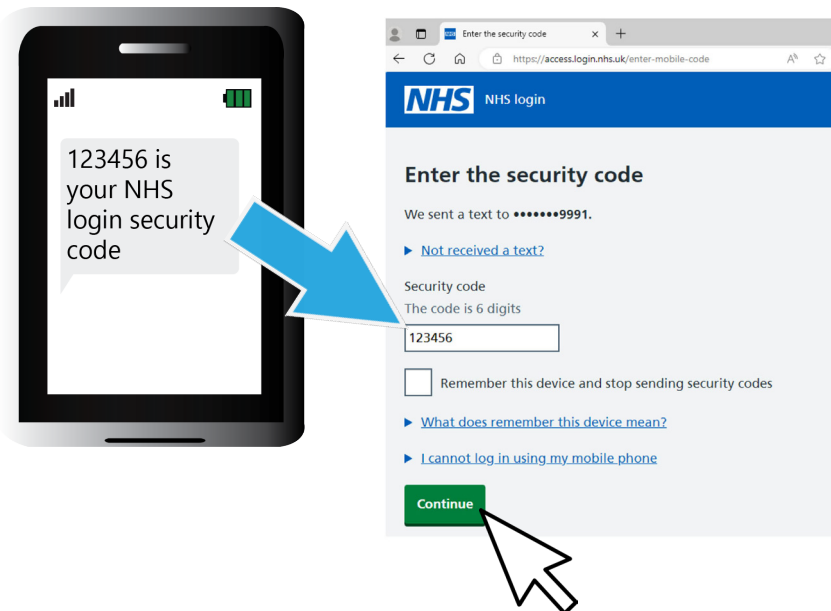 123456 is
your NHS
login security
code
Enter the security code
https://access.login.nhs.uk/enter-mobile-code
NHS NHS login
Enter the security code
We sent a text to •••••••9991.
Not received a text?
Security code
The code is 6 digits
123456
Remember this device and stop sending security codes
What does remember this device mean?
I cannot log in using my mobile phone
Continue